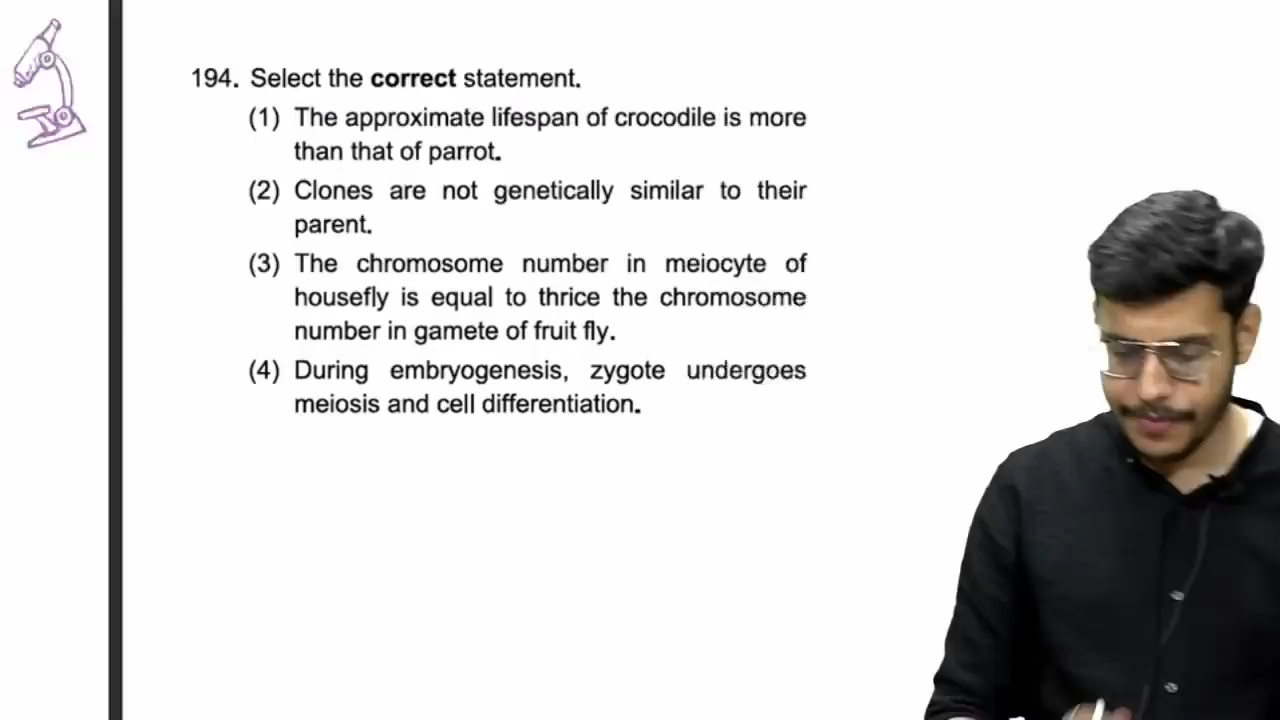 194. Select the correct statement.
(1) The approximate lifespan of crocodile is more
than that of parrot.
(2) Clones are not genetically similar to their
parent.
(3) The chromosome number in meiocyte of
housefly is equal to thrice the chromosome
number in gamete of fruit fly.
(4) During embryogenesis, zygote undergoes
meiosis and cell differentiation.